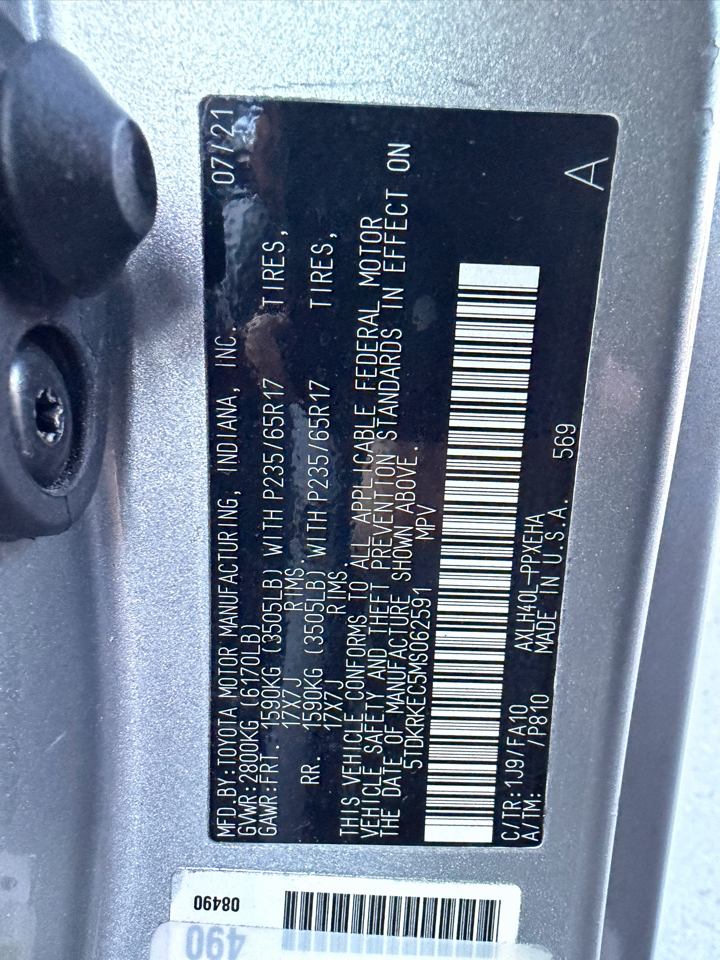 MFD.BY:TOYOTA MOTOR MANUFACTURING, INDIANA, INC. 07/21
GVWR:2800KG (6170LB)
GAWR:FRT. 1590KG (3505LB) WITH P235/65R17 TIRES,
17X7J RIMS.
RR. 1590KG (3505LB) WITH P235/65R17 TIRES,
17X7J RIMS.
THIS VEHICLE CONFORMS TO ALL APPLICABLE FEDERAL MOTOR
VEHICLE SAFETY AND THEFT PREVENTION STANDARDS IN EFFECT ON
THE DATE OF MANUFACTURE SHOWN ABOVE.
5TDKRKEC5MS062591 MPV
A
C/TR:1J9/FA10 AXLH40L-PPXEHA 569
A/TM: /P810 MADE IN U.S.A.
08490
490